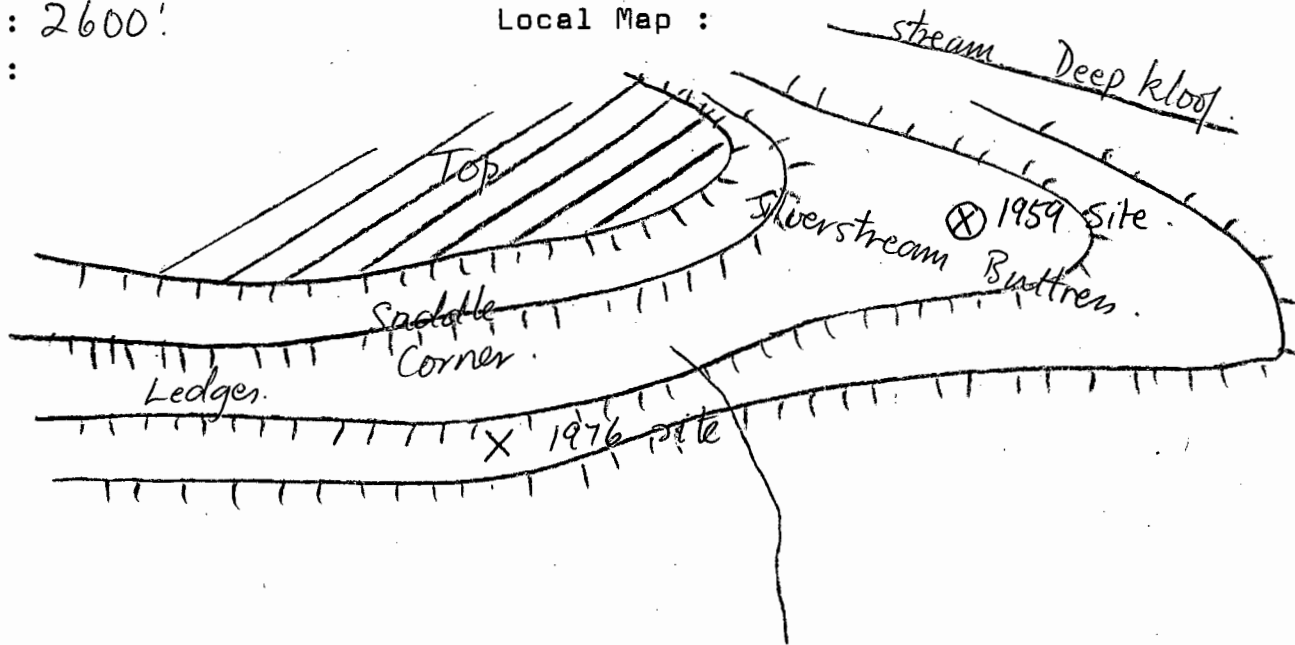 : 2600'
Local Map :
:
stream Deep kloof.
Top
Silverstream
Buttress.
⊗ 1959 site.
Saddle
Corner.
Ledges.
X 1976 site